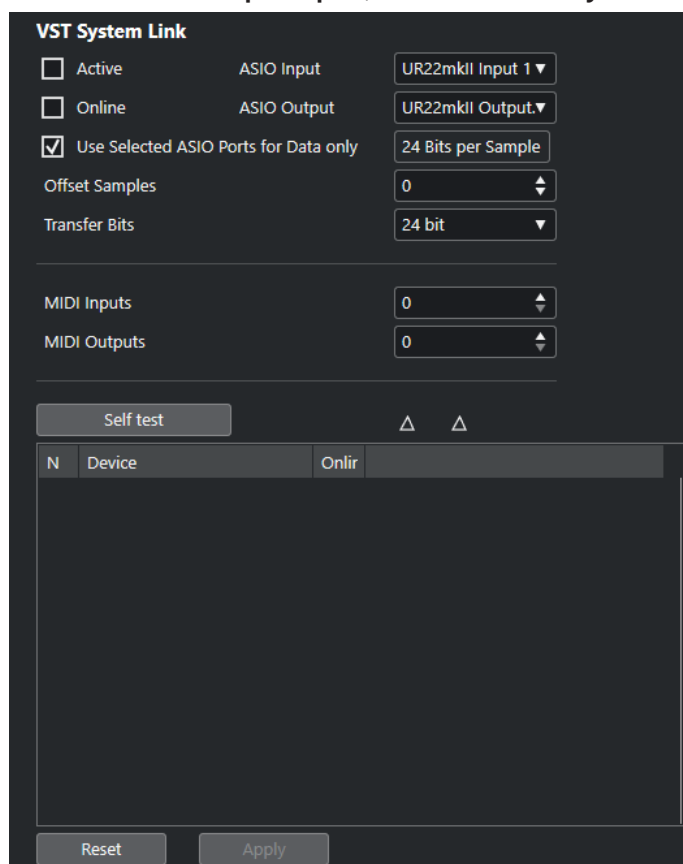 VST System Link
Active ASIO Input UR22mkII Input 1
Online ASIO Output UR22mkII Output.
Use Selected ASIO Ports for Data only 24 Bits per Sample
Offset Samples 0
Transfer Bits 24 bit
MIDI Inputs 0
MIDI Outputs 0
Self test
N Device Onlir
Reset Apply